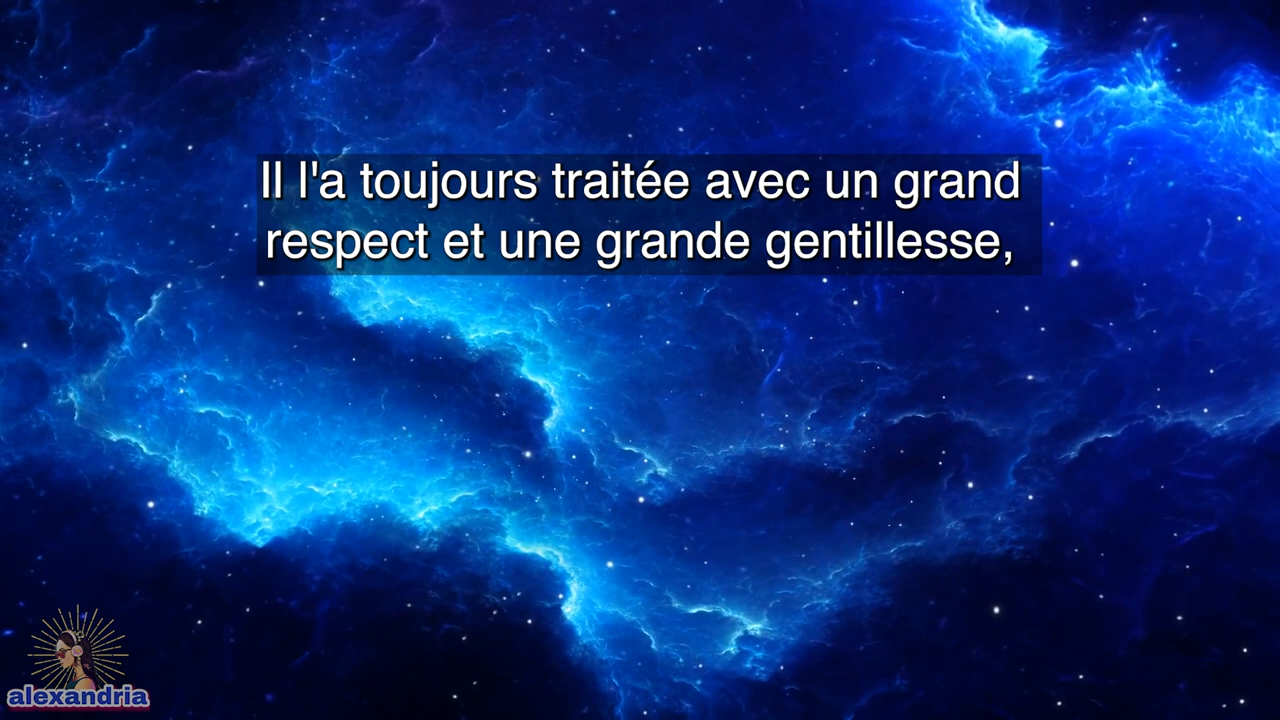 Il l'a toujours traitée avec un grand
respect et une grande gentillesse,
alexandria